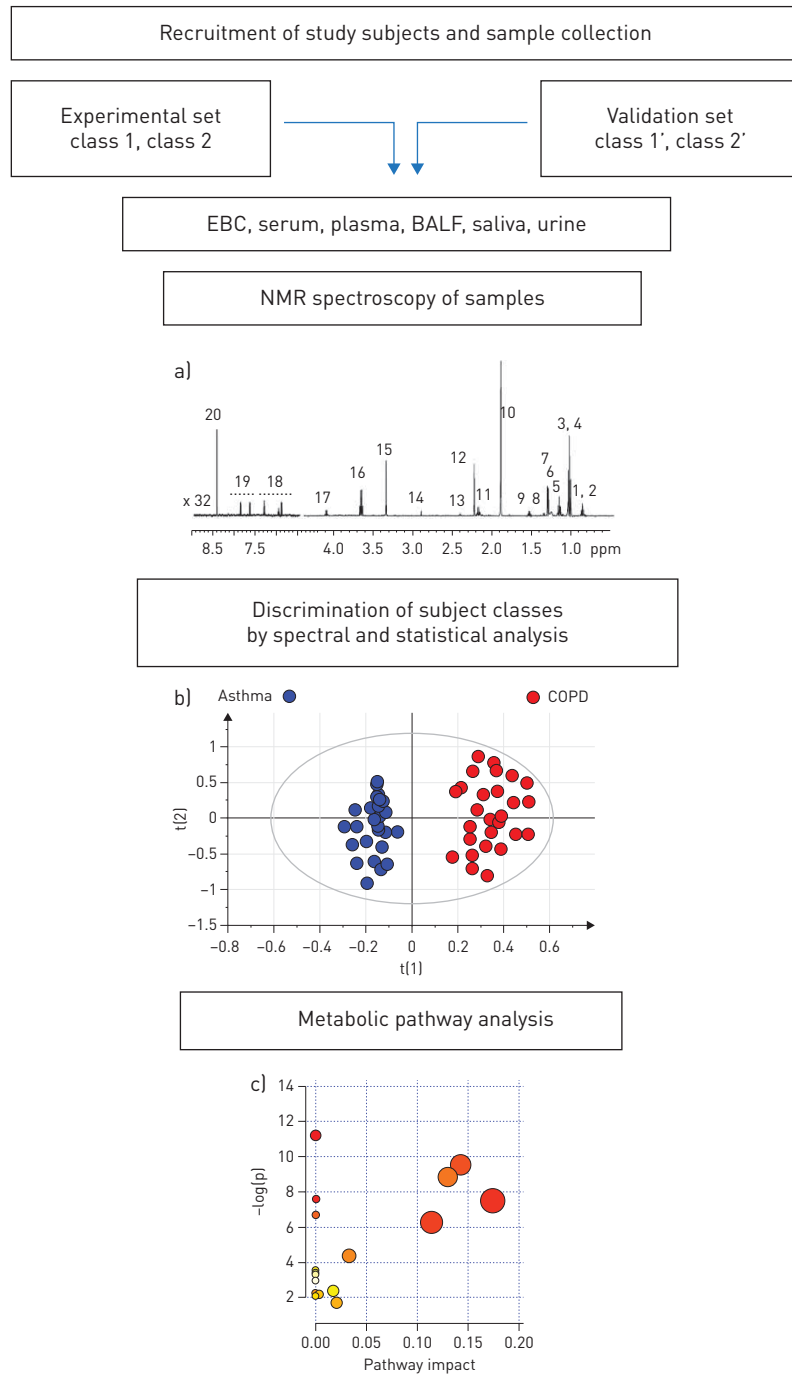 Recruitment of study subjects and sample collection
Experimental set
class 1, class 2
Validation set
class 1’, class 2’
EBC, serum, plasma, BALF, saliva, urine
NMR spectroscopy of samples
a)
20
19
18
x 32
17
16
15
14
13
12
11
10
9
8
7
6
5
3, 4
1, 2
8.5 7.5 4.0 3.5 3.0 2.5 2.0 1.5 1.0 ppm
Discrimination of subject classes
by spectral and statistical analysis
b)
Asthma
COPD
t(2)
1
0.5
0
−0.5
−1
−1.5
−0.8 −0.6 −0.4 −0.2 0 0.2 0.4 0.6
t(1)
Metabolic pathway analysis
c)
−log(p)
14
12
10
8
6
4
2
0.00 0.05 0.10 0.15 0.20
Pathway impact